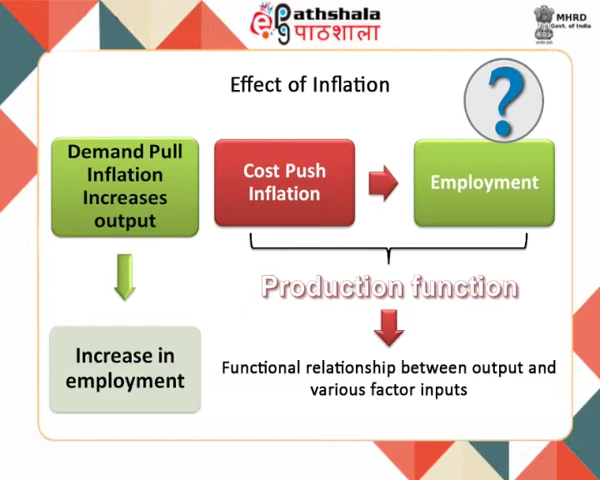 Pathshala
पाठशाला
MHRD
Govt. of India
Effect of Inflation
?
Demand Pull
Inflation
Increases
output
Cost Push
Inflation
Employment
Production function
Increase in
employment
Functional relationship between output and
various factor inputs